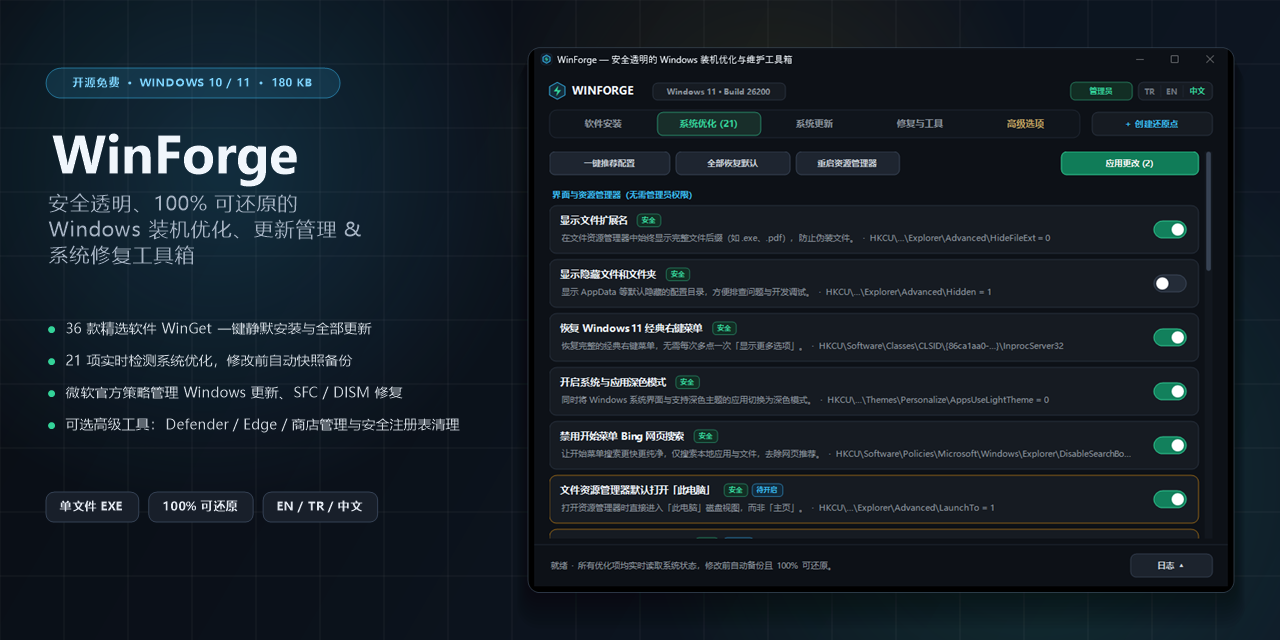 开源免费 • WINDOWS 10 / 11 • 180 KB
WinForge
安全透明、100% 可还原的
Windows 装机优化、更新管理 &
系统修复工具箱
36 款精选软件 WinGet 一键静默安装与全部更新
21 项实时检测系统优化，修改前自动快照备份
微软官方策略管理 Windows 更新、SFC / DISM 修复
可选高级工具：Defender / Edge / 商店管理与安全注册表清理
单文件 EXE
100% 可还原
EN / TR / 中文
WinForge — 安全透明的 Windows 装机优化与维护工具箱
WINFORGE
Windows 11 • Build 26200
管理员
TR EN 中文
软件安装
系统优化 (21)
系统更新
修复与工具
高级选项
+ 创建还原点
一键推荐配置
全部恢复默认
重启资源管理器
应用更改 (2)
界面与资源管理器（无需管理员权限）
显示文件扩展名 安全
在文件资源管理器中始终显示完整文件后缀（如 .exe、.pdf），防止伪装文件。 · HKCU\...\Explorer\Advanced\HideFileExt = 0
显示隐藏文件和文件夹 安全
显示 AppData 等默认隐藏的配置目录，方便排查问题与开发调试。 · HKCU\...\Explorer\Advanced\Hidden = 1
恢复 Windows 11 经典右键菜单 安全
恢复完整的经典右键菜单，无需每次多点一次「显示更多选项」。 · HKCU\Software\Classes\CLSID\{86ca1aa0-...}\InprocServer32
开启系统与应用深色模式 安全
同时将 Windows 系统界面与支持深色主题的应用切换为深色模式。 · HKCU\...\Themes\Personalize\AppsUseLightTheme = 0
禁用开始菜单 Bing 网页搜索 安全
让开始菜单搜索更快更纯净，仅搜索本地应用与文件，去除网页推荐。 · HKCU\Software\Policies\Microsoft\Windows\Explorer\DisableSearchBo...
文件资源管理器默认打开「此电脑」 安全 待开启
打开资源管理器时直接进入「此电脑」磁盘视图，而非「主页」。 · HKCU\...\Explorer\Advanced\LaunchTo = 1
就绪 · 所有优化项均实时读取系统状态，修改前自动备份且 100% 可还原。
日志 ▲